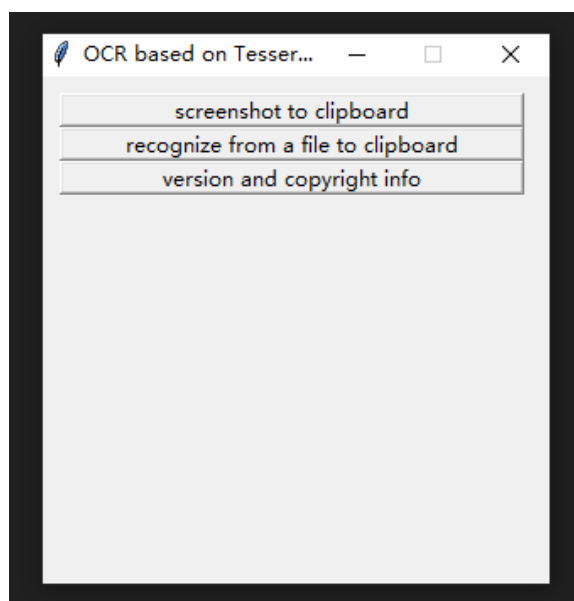 OCR based on Tesser...
screenshot to clipboard
recognize from a file to clipboard
version and copyright info